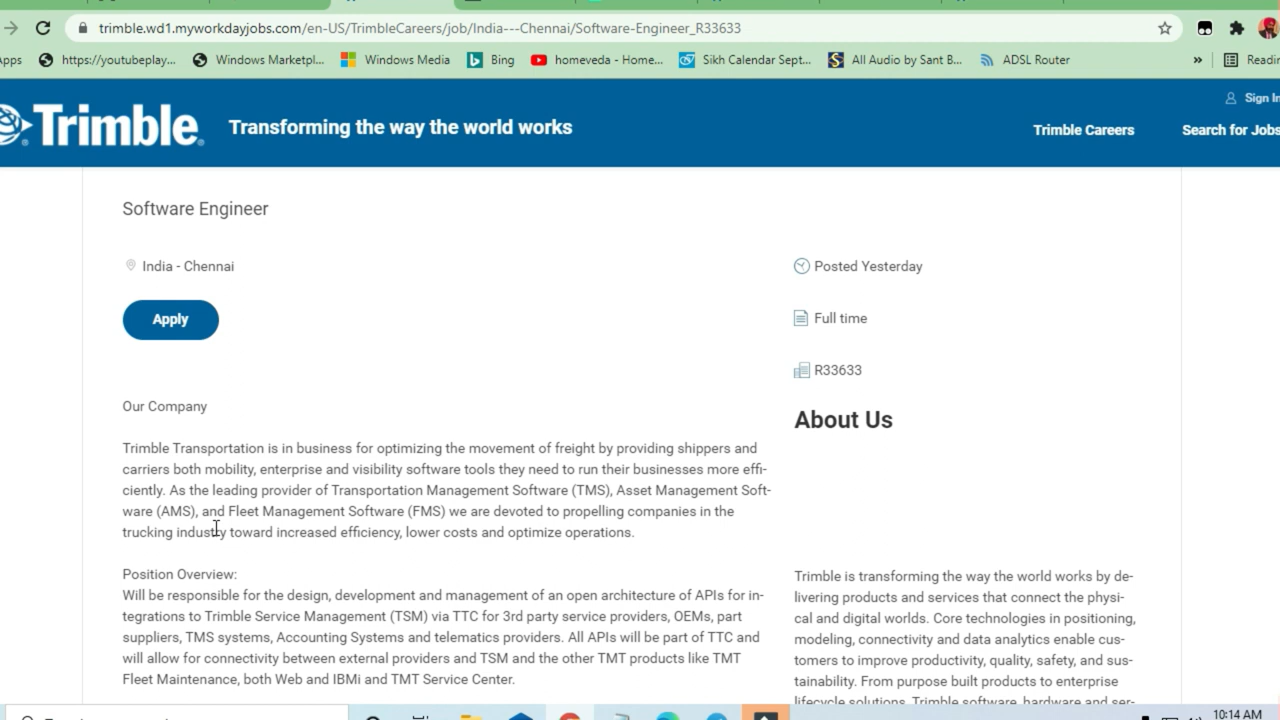 trimble.wd1.myworkdayjobs.com/en-US/TrimbleCareers/job/India---Chennai/Software-Engineer_R33633
https://youtubeplay... Windows Marketpl... Windows Media Bing homeveda - Home... Sikh Calendar Sept... All Audio by Sant B... ADSL Router »
Trimble Transforming the way the world works
Trimble Careers
Software Engineer
India - Chennai
Posted Yesterday
Apply
Full time
R33633
Our Company
About Us
Trimble Transportation is in business for optimizing the movement of freight by providing shippers and
carriers both mobility, enterprise and visibility software tools they need to run their businesses more effi-
ciently. As the leading provider of Transportation Management Software (TMS), Asset Management Soft-
ware (AMS), and Fleet Management Software (FMS) we are devoted to propelling companies in the
trucking industry toward increased efficiency, lower costs and optimize operations.
Position Overview:
Will be responsible for the design, development and management of an open architecture of APIs for in-
tegrations to Trimble Service Management (TSM) via TTC for 3rd party service providers, OEMs, part
suppliers, TMS systems, Accounting Systems and telematics providers. All APIs will be part of TTC and
will allow for connectivity between external providers and TSM and the other TMT products like TMT
Fleet Maintenance, both Web and IBMi and TMT Service Center.
Trimble is transforming the way the world works by de-
livering products and services that connect the physi-
cal and digital worlds. Core technologies in positioning,
modeling, connectivity and data analytics enable cus-
tomers to improve productivity, quality, safety, and sus-
tainability. From purpose built products to enterprise
lifecycle solutions, Trimble software, hardware and ser-
10:14 AM